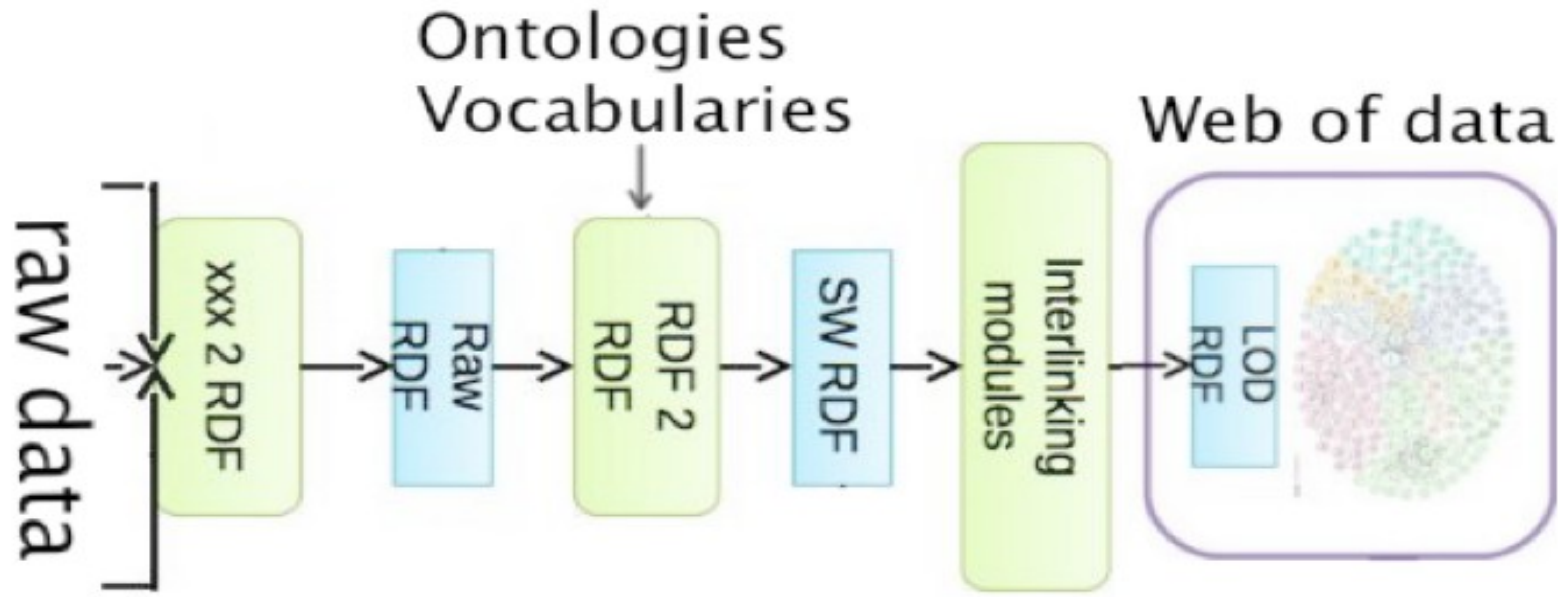 Ontologies
Vocabularies
Web of data
raw data
xxx 2 RDF
Raw
RDF
RDF 2
RDF
SW RDF
Interlinking
modules
LOD
RDF